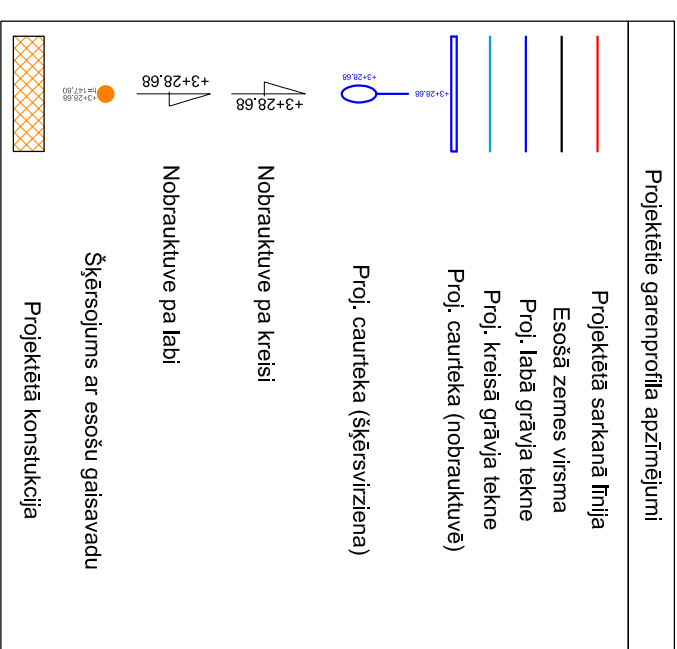 Projektētie garenprofila apzīmējumi
Projektētā sarkanā līnija
Esošā zemes virsma
Proj. labā grāvja tekne
Proj. kreisā grāvja tekne
+3+28.68
Proj. caurteka (nobrauktuvē)
+3+28.68
Proj. caurteka (šķērsvirziena)
+3+28.68
Nobrauktuve pa kreisi
+3+28.68
Nobrauktuve pa labi
+3+28.68
h=147,80
Šķērsojums ar esošu gaisavadu
Projektētā konstukcija